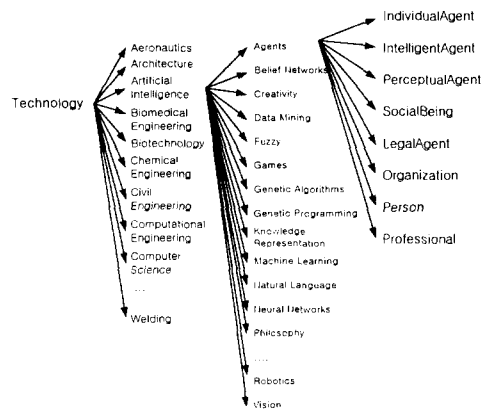 Technology
Aeronautics
Architecture
Artificial
Intelligence
Biomedical
Engineering
Biotechnology
Chemical
Engineering
Civil
Engineering
Computational
Engineering
Computer
Science
....
Welding
Agents
Belief Networks
Creativity
Data Mining
Fuzzy
Games
Genetic Algorithms
Genetic Programming
Knowledge
Representation
Machine Learning
Natural Language
Neural Networks
Philosophy
....
Robotics
Vision
IndividualAgent
IntelligentAgent
PerceptualAgent
SocialBeing
LegalAgent
Organization
Person
Professional